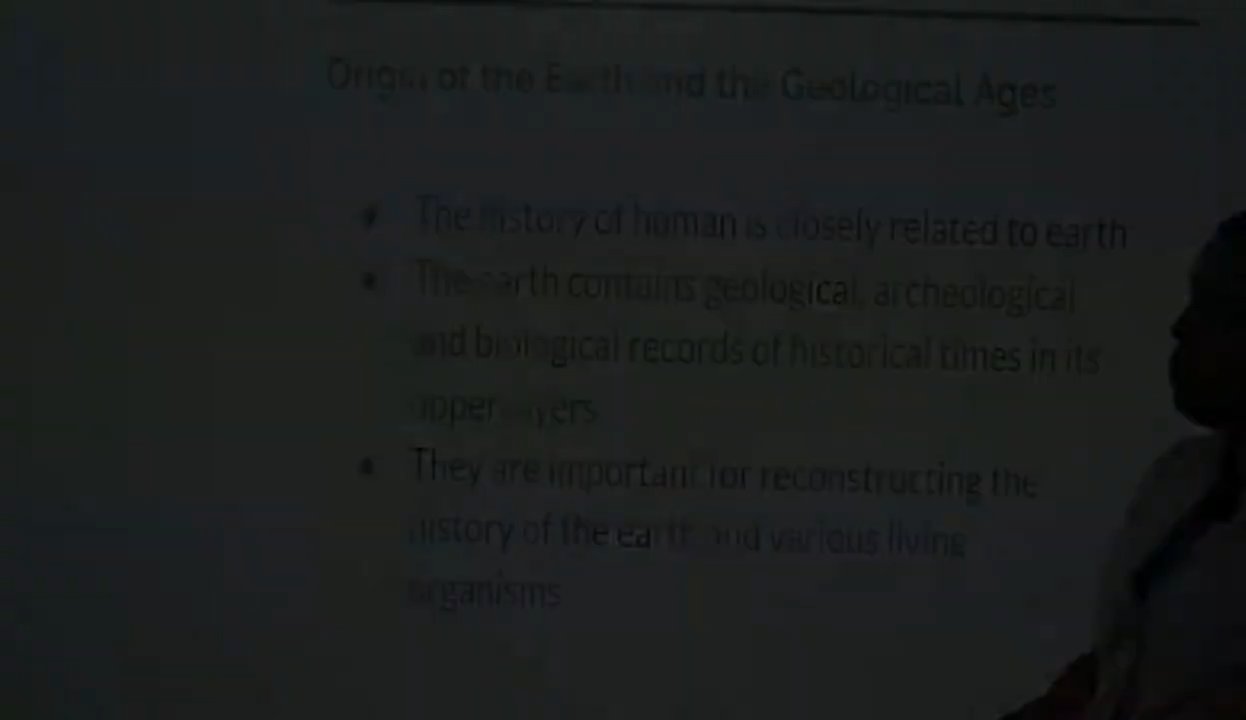 Origin of the Earth and the Geological Ages
The history of human is closely related to earth
The earth contains geological, archeological
and biological records of historical times in its
upper layers
They are important for reconstructing the
history of the earth and various living
organisms